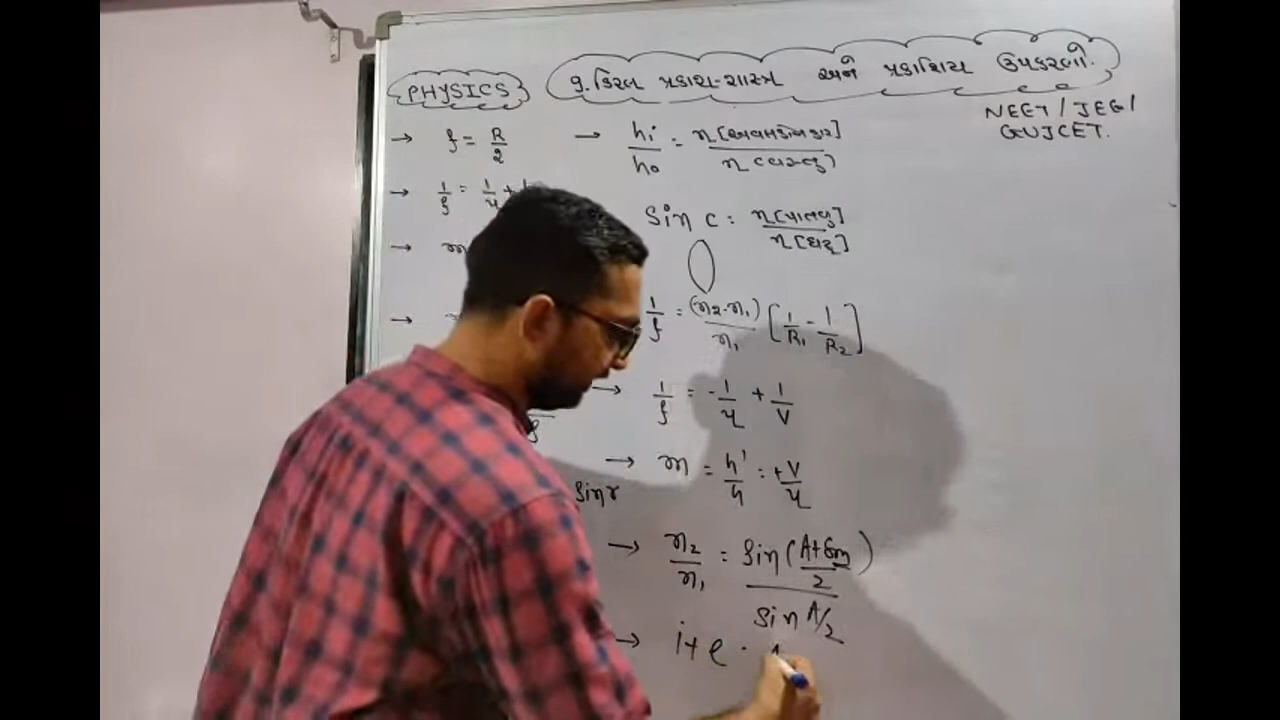 PHYSICS
9. કિરણ પ્રકાશ-શાસ્ત્ર અને પ્રકાશિય ઉપકરણો.
NEET / JEE /
GUJCET.
→ f = R/2
→ 1/f = 1/u +
→ m
→
sin r
→ hi/ho = n[અવલોકનકાર]/n(વસ્તુ)
Sin c = n[પાતળુ]/n[ઘટ્ટ]
1/f = (n2-n1)/n1 [1/R1 - 1/R2]
→ 1/f = -1/u + 1/v
→ m = h'/h = +v/u
→ n2/n1 = sin(A+δm/2)/sin A/2
→ i+e = A